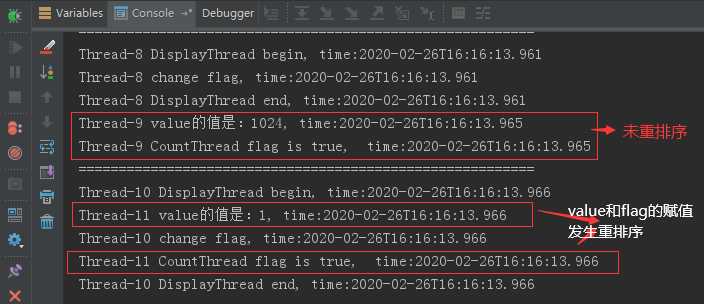 Variables Console Debugger
============================================================
Thread-8 DisplayThread begin, time:2020-02-26T16:16:13.961
Thread-8 change flag, time:2020-02-26T16:16:13.961
Thread-8 DisplayThread end, time:2020-02-26T16:16:13.961
Thread-9 value的值是：1024, time:2020-02-26T16:16:13.965
Thread-9 CountThread flag is true,  time:2020-02-26T16:16:13.965
未重排序
============================================================
Thread-10 DisplayThread begin, time:2020-02-26T16:16:13.966
Thread-11 value的值是：1, time:2020-02-26T16:16:13.966
value和flag的赋值
发生重排序
Thread-10 change flag, time:2020-02-26T16:16:13.966
Thread-11 CountThread flag is true,  time:2020-02-26T16:16:13.966
Thread-10 DisplayThread end, time:2020-02-26T16:16:13.966